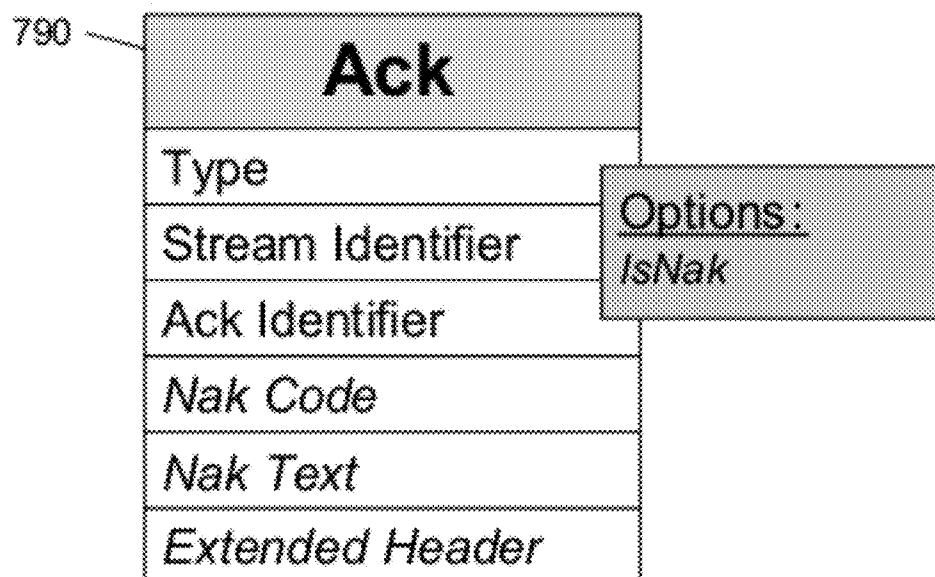 790
Ack
Type
Options:
Stream Identifier
IsNak
Ack Identifier
Nak Code
Nak Text
Extended Header